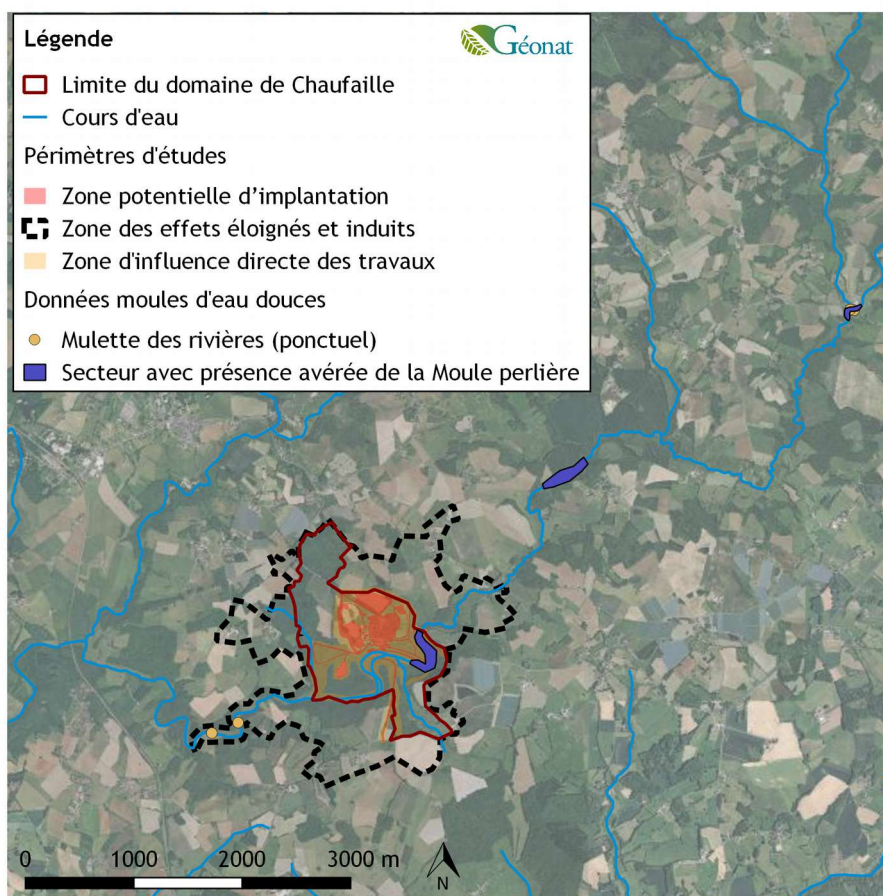 Légende
Géonat
Limite du domaine de Chaufaille
Cours d'eau
Périmètres d'études
Zone potentielle d’implantation
Zone des effets éloignés et induits
Zone d'influence directe des travaux
Données moules d'eau douces
Mulette des rivières (ponctuel)
Secteur avec présence avérée de la Moule perlière
0 1000 2000 3000 m
N